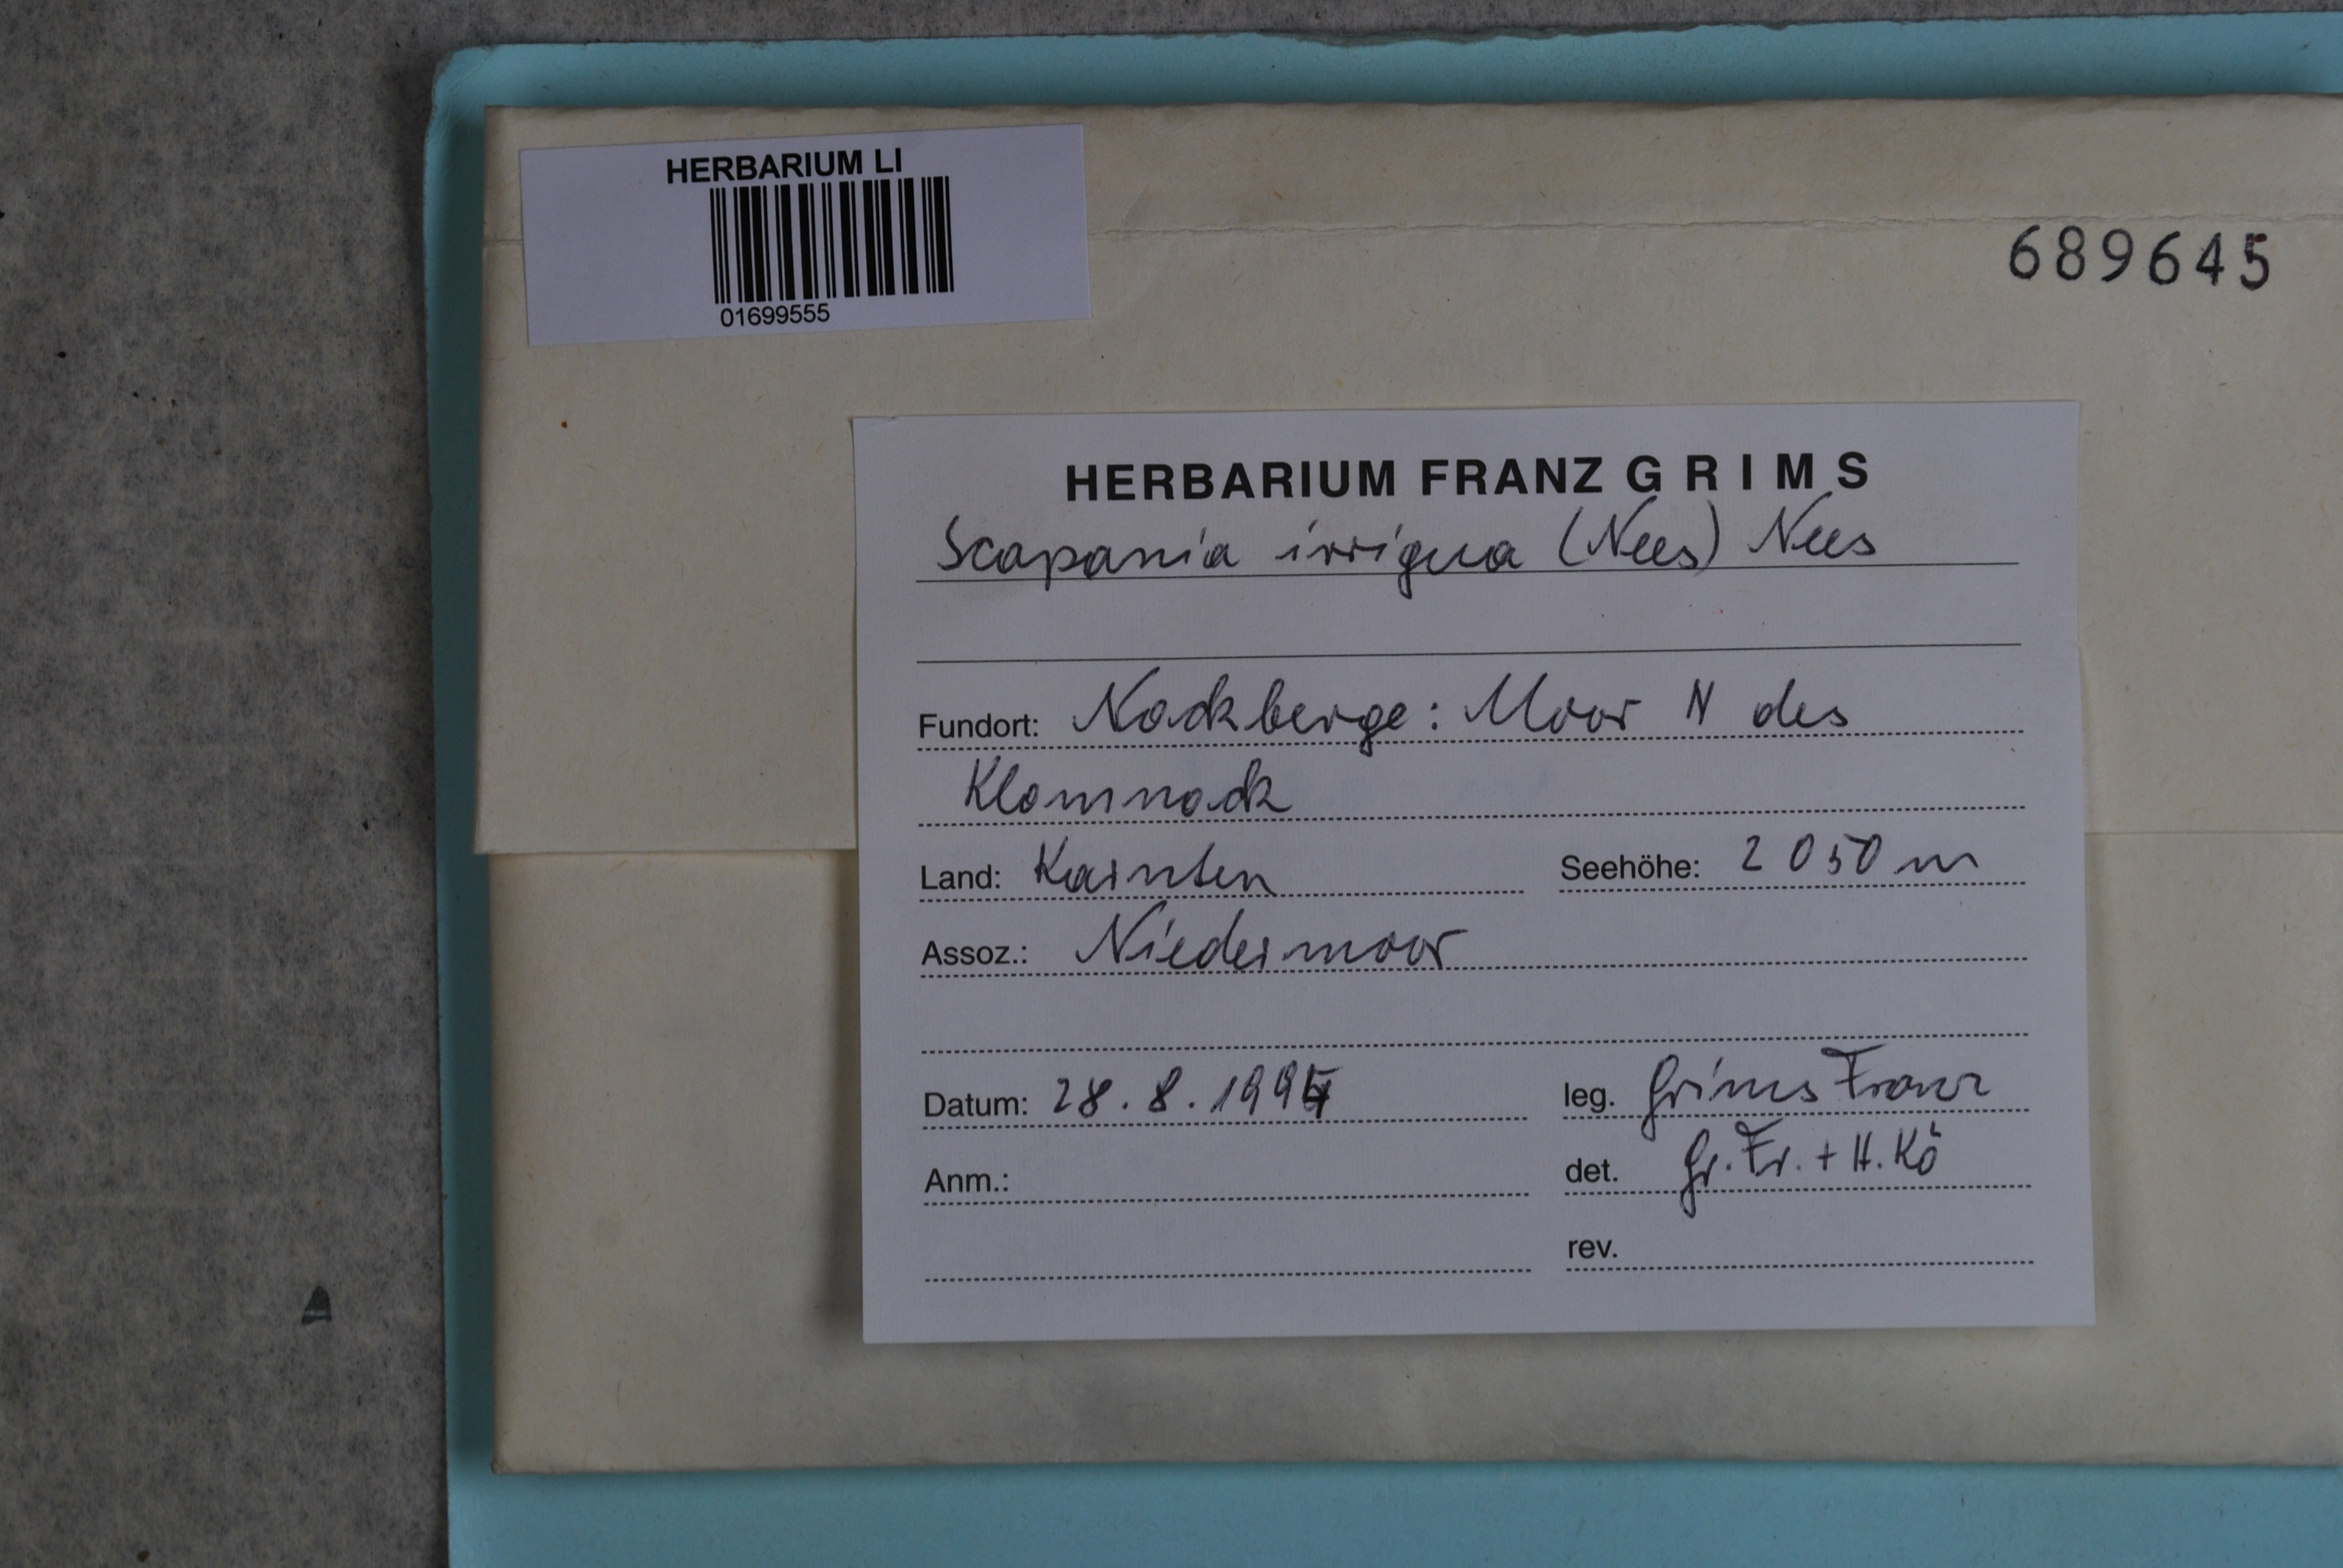 HERBARIUM LI
01699555
689645
HERBARIUM FRANZ GRIMS
Scapania irrigua (Nees) Nees
Fundort: Nockberge: Moor N des
Klomnock
Land: Kärnten Seehöhe: 2050 m
Assoz.: Niedermoor
Datum: 28.8. leg. Grims Franz
Anm.: det. Gr. Fr. + H. Kö
rev.